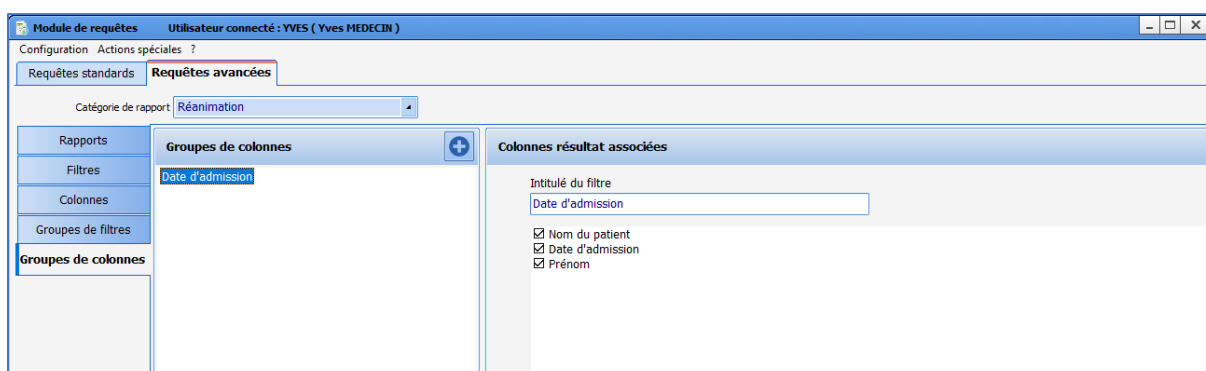 Module de requêtes Utilisateur connecté : YVES ( Yves MEDECIN )
Configuration Actions spéciales ?
Requêtes standards Requêtes avancées
Catégorie de rapport Réanimation
Rapports
Filtres
Colonnes
Groupes de filtres
Groupes de colonnes
Groupes de colonnes
Date d'admission
Colonnes résultat associées
Intitulé du filtre
Date d'admission
Nom du patient
Date d'admission
Prénom